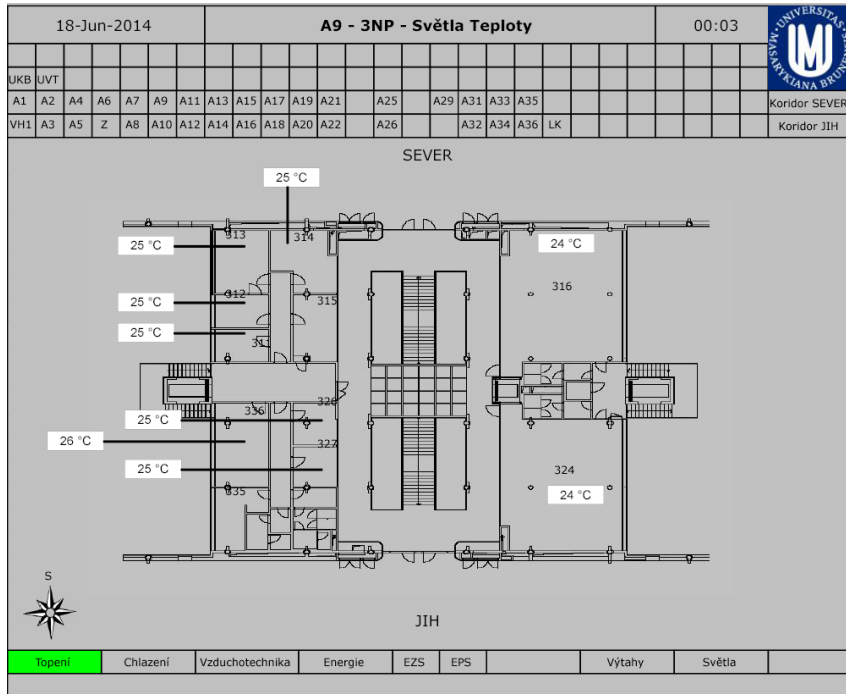 18-Jun-2014 A9 - 3NP - Světla Teploty 00:03
UNIVERSITAS MASARYKIANA BRUNENSIS
UKB UVT
A1 A2 A4 A6 A7 A9 A11 A13 A15 A17 A19 A21 A25 A29 A31 A33 A35 Koridor SEVER
VH1 A3 A5 Z A8 A10 A12 A14 A16 A18 A20 A22 A26 A32 A34 A36 LK Koridor JIH
SEVER
25 °C
313 314
25 °C 24 °C
316
312 315
25 °C
25 °C
311
326
336
25 °C
26 °C 327
25 °C 324
335 24 °C
S
JIH
Topení Chlazení Vzduchotechnika Energie EZS EPS Výtahy Světla